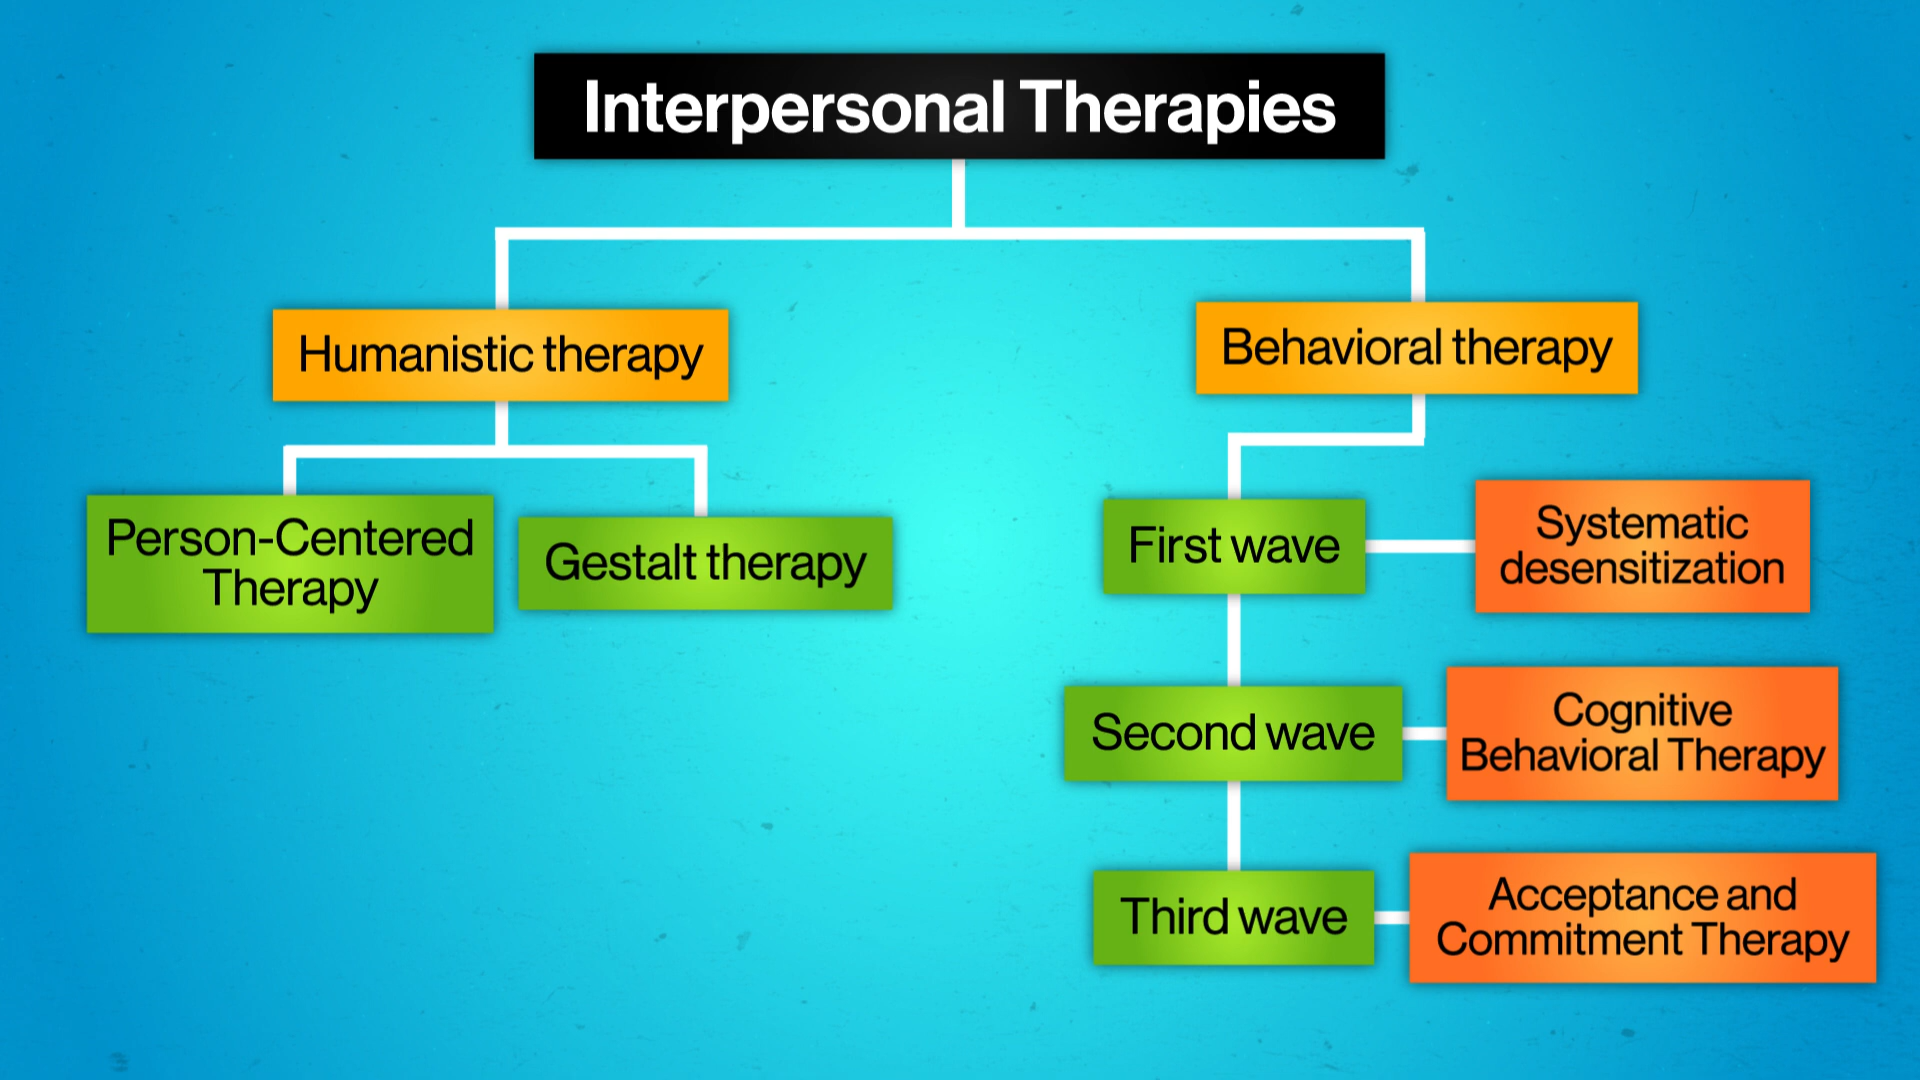 Interpersonal Therapies
Humanistic therapy
Behavioral therapy
Person-Centered
Therapy
Gestalt therapy
First wave
Systematic
desensitization
Second wave
Cognitive
Behavioral Therapy
Third wave
Acceptance and
Commitment Therapy